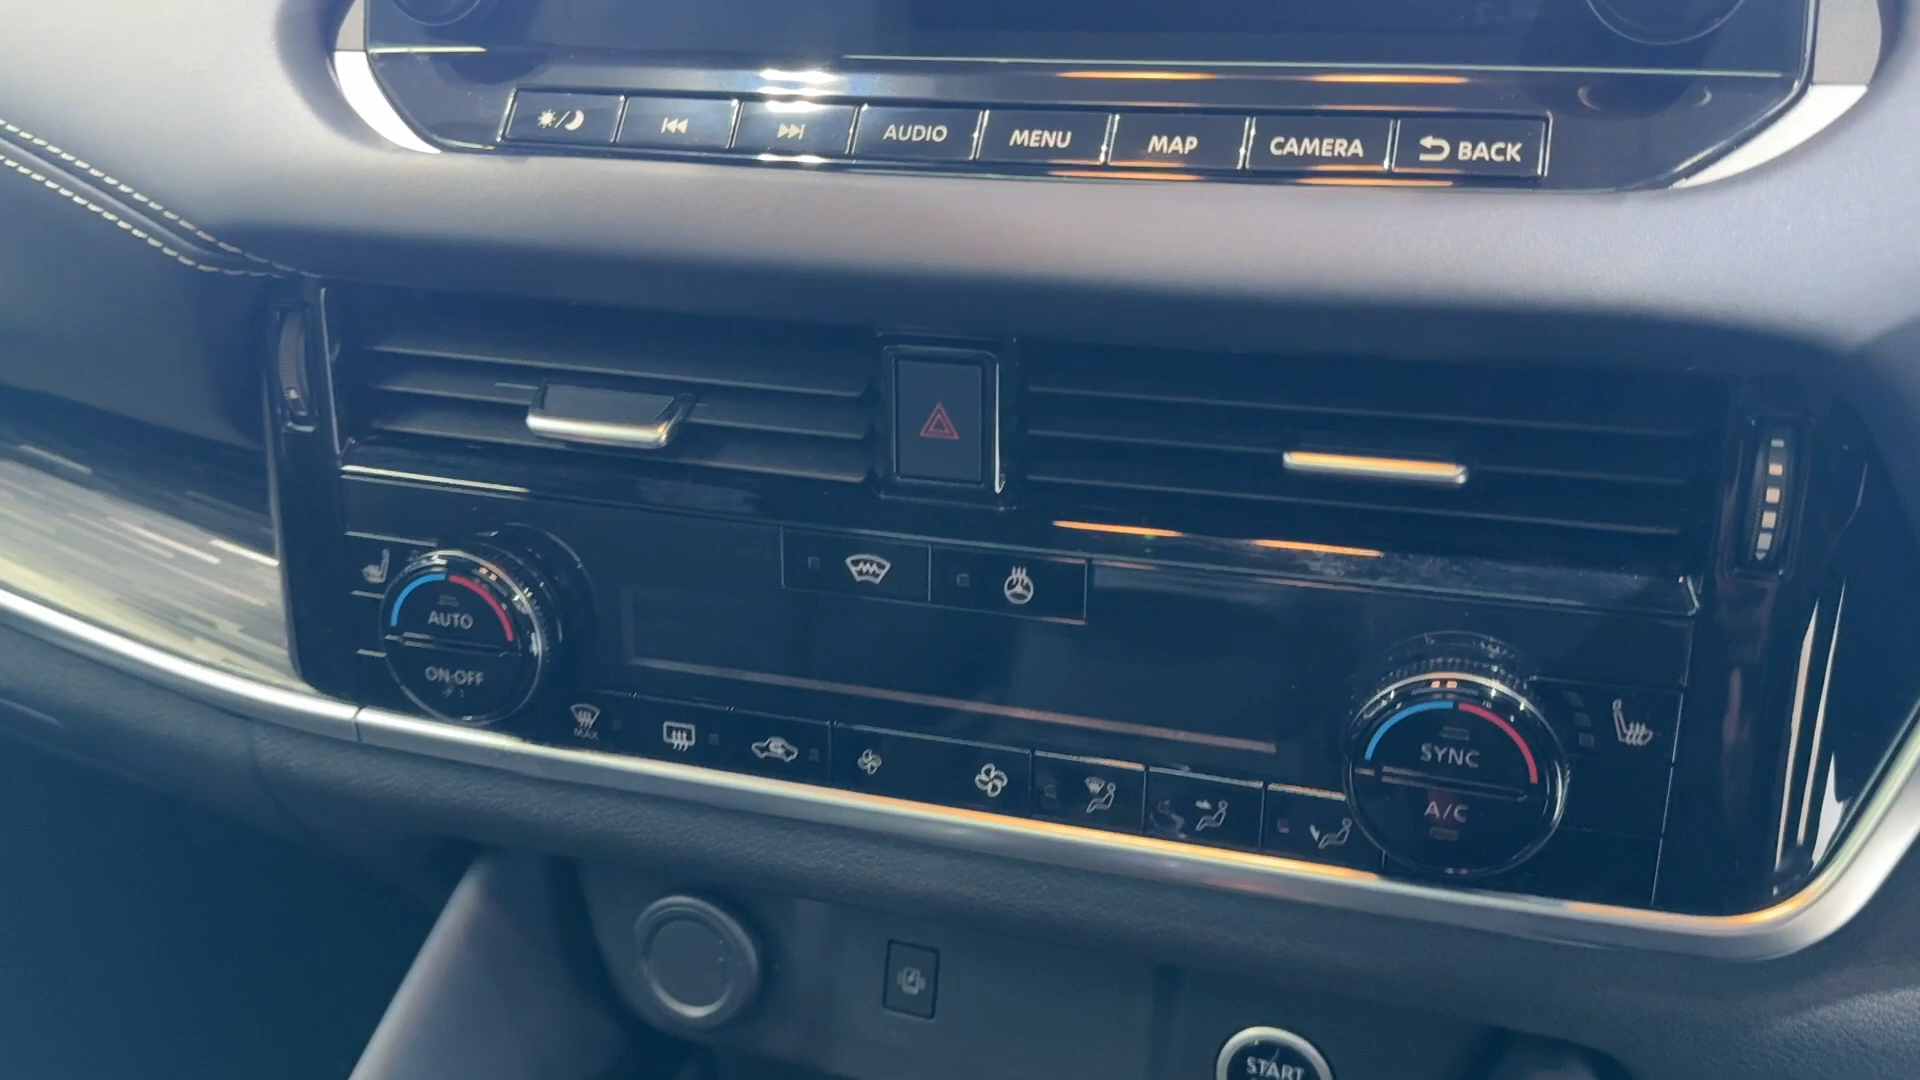 AUDIO
MENU
MAP
CAMERA
BACK
AUTO
ON·OFF
MAX
SYNC
A/C
START